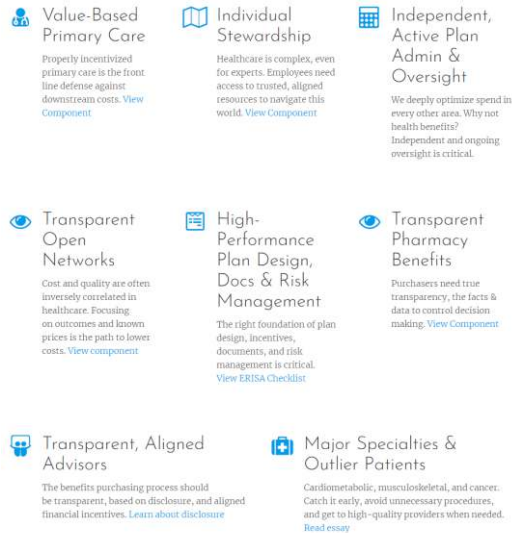 Value-Based
Primary Care
Properly incentivized
primary care is the front
line defense against
downstream costs. View
Component
Individual
Stewardship
Healthcare is complex, even
for experts. Employees need
access to trusted, aligned
resources to navigate this
world. View Component
Independent,
Active Plan
Admin &
Oversight
We deeply optimize spend in
every other area. Why not
health benefits?
Independent and ongoing
oversight is critical.
Transparent
Open
Networks
Cost and quality are often
inversely correlated in
healthcare. Focusing
on outcomes and known
prices is the path to lower
costs. View component
High-
Performance
Plan Design,
Docs & Risk
Management
The right foundation of plan
design, incentives,
documents, and risk
management is critical.
View ERISA Checklist
Transparent
Pharmacy
Benefits
Purchasers need true
transparency, the facts &
data to control decision
making. View Component
Transparent, Aligned
Advisors
The benefits purchasing process should
be transparent, based on disclosure, and aligned
financial incentives. Learn about disclosure
Major Specialties &
Outlier Patients
Cardiometabolic, musculoskeletal, and cancer.
Catch it early, avoid unnecessary procedures,
and get to high-quality providers when needed.
Read essay